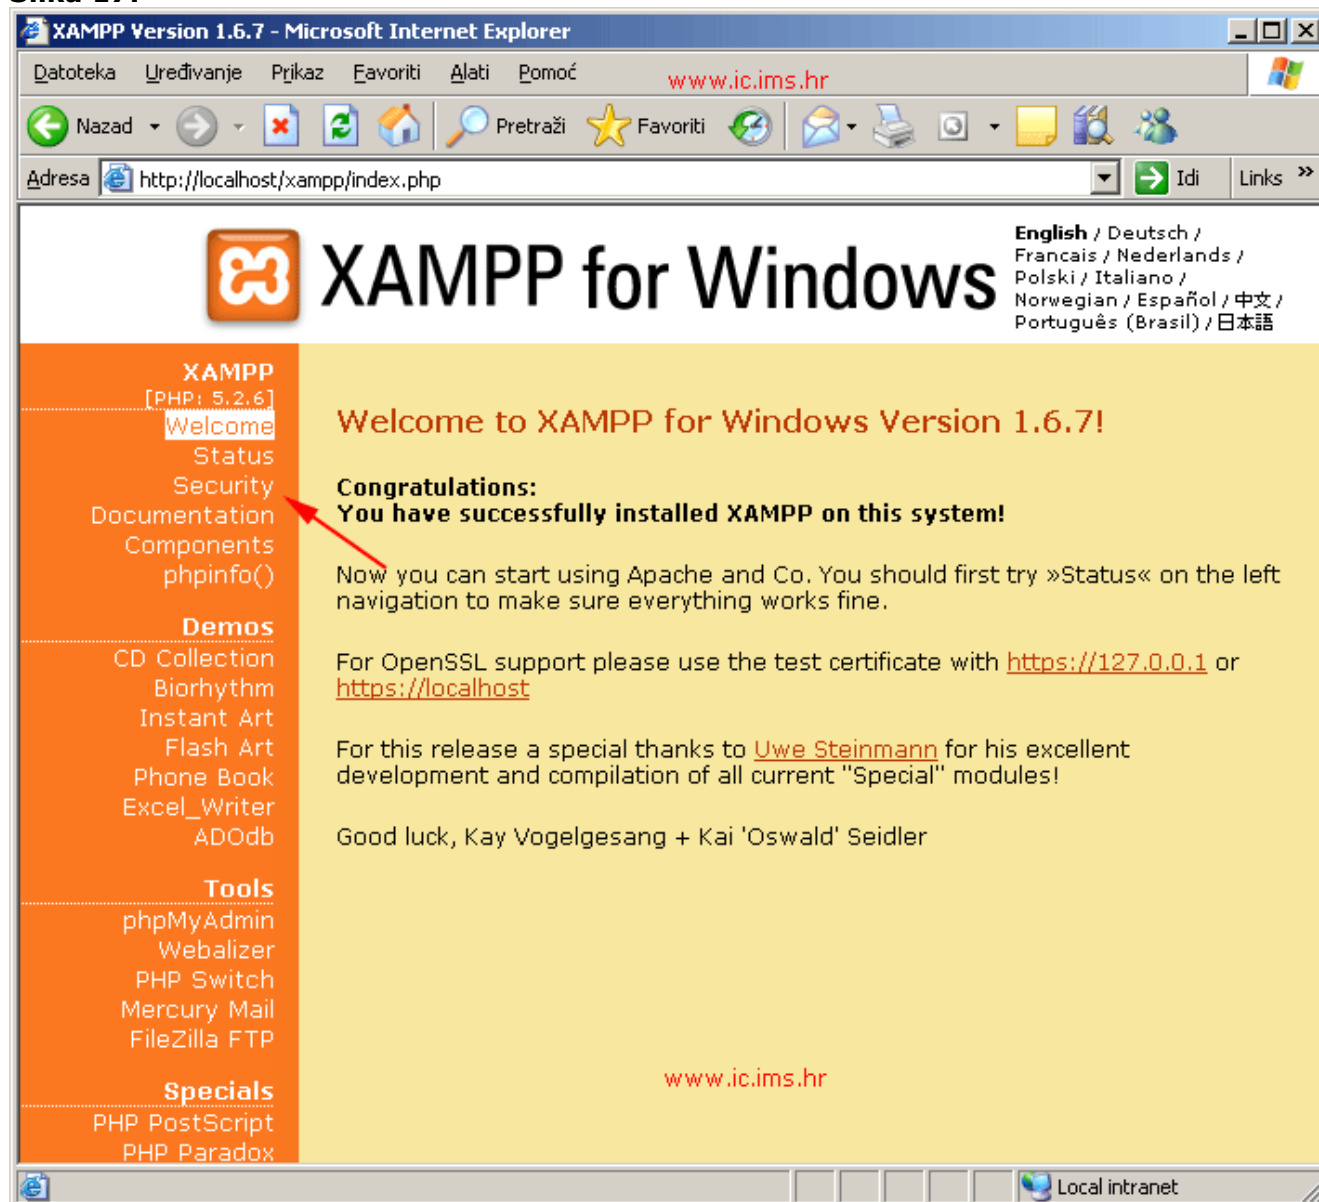 Slika 17.
XAMPP Version 1.6.7 - Microsoft Internet Explorer
Datoteka Uređivanje Prikaz Favoriti Alati Pomoć www.ic.ims.hr
Nazad Pretraži Favoriti
Adresa http://localhost/xampp/index.php Idi Links »
XAMPP for Windows
English / Deutsch /
Francais / Nederlands /
Polski / Italiano /
Norwegian / Español / 中文 /
Português (Brasil) / 日本語
XAMPP
[PHP: 5.2.6]
Welcome
Status
Security
Documentation
Components
phpinfo()
Demos
CD Collection
Biorhythm
Instant Art
Flash Art
Phone Book
Excel_Writer
ADOdb
Tools
phpMyAdmin
Webalizer
PHP Switch
Mercury Mail
FileZilla FTP
Specials
PHP PostScript
PHP Paradox
Welcome to XAMPP for Windows Version 1.6.7!
Congratulations:
You have successfully installed XAMPP on this system!
Now you can start using Apache and Co. You should first try »Status« on the left
navigation to make sure everything works fine.
For OpenSSL support please use the test certificate with https://127.0.0.1 or
https://localhost
For this release a special thanks to Uwe Steinmann for his excellent
development and compilation of all current "Special" modules!
Good luck, Kay Vogelgesang + Kai 'Oswald' Seidler
www.ic.ims.hr
Local intranet